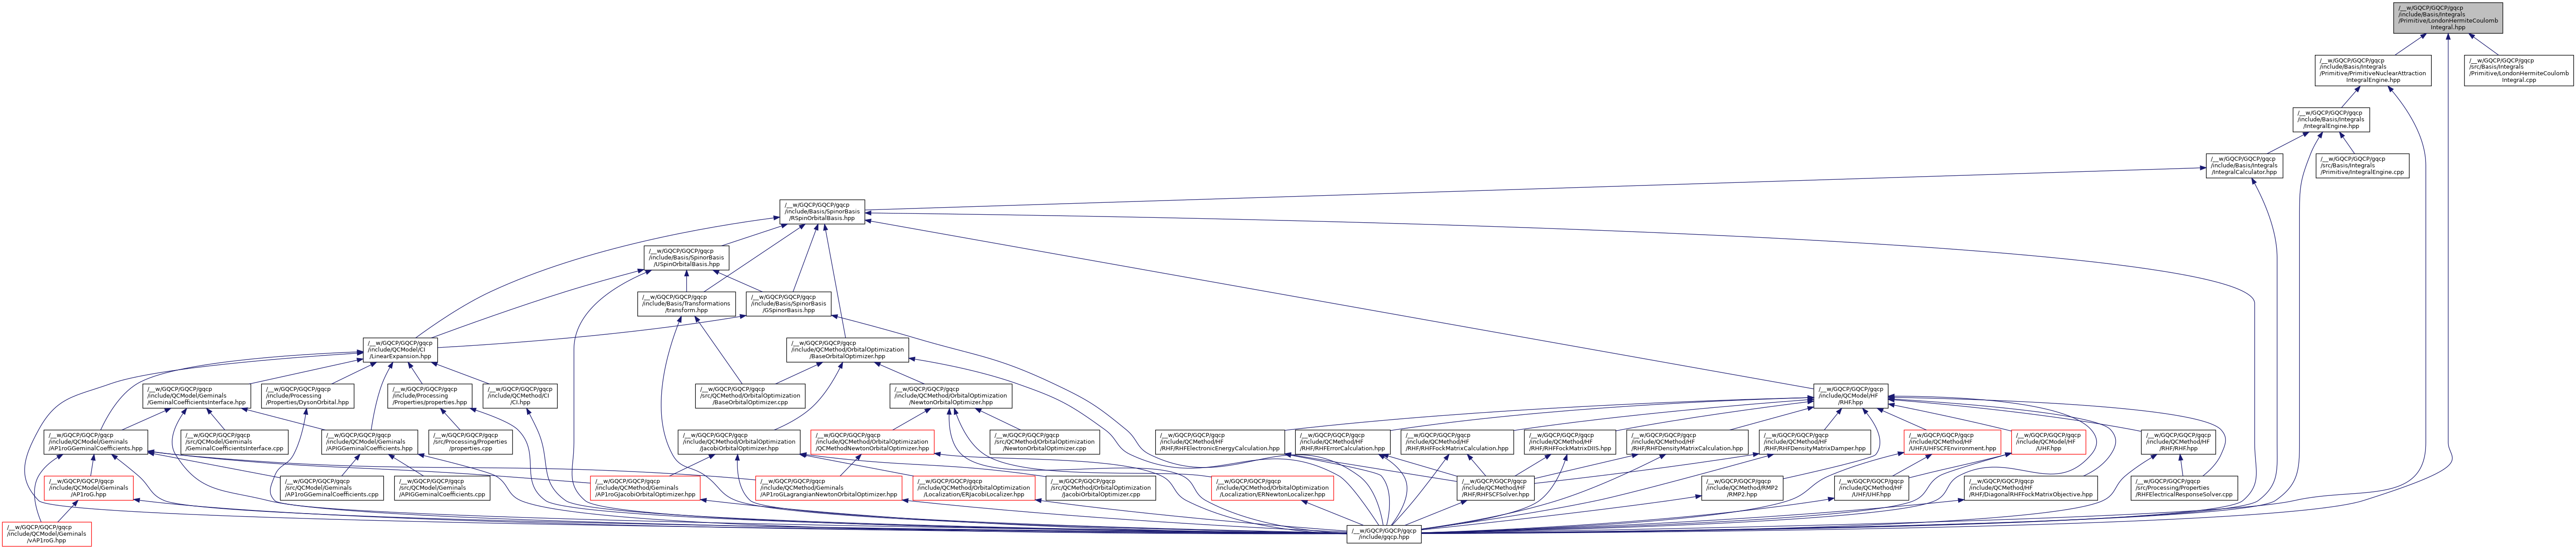 /__w/GQCP/GQCP/gqcp
/include/Basis/Integrals
/Primitive/LondonHermiteCoulomb
Integral.hpp
/__w/GQCP/GQCP/gqcp
/include/Basis/Integrals
/Primitive/PrimitiveNuclearAttraction
IntegralEngine.hpp
/__w/GQCP/GQCP/gqcp
/src/Basis/Integrals
/Primitive/LondonHermiteCoulomb
Integral.cpp
/__w/GQCP/GQCP/gqcp
/include/Basis/Integrals
/IntegralEngine.hpp
/__w/GQCP/GQCP/gqcp
/include/Basis/Integrals
/IntegralCalculator.hpp
/__w/GQCP/GQCP/gqcp
/src/Basis/Integrals
/Primitive/IntegralEngine.cpp
/__w/GQCP/GQCP/gqcp
/include/Basis/SpinorBasis
/RSpinOrbitalBasis.hpp
/__w/GQCP/GQCP/gqcp
/include/Basis/SpinorBasis
/USpinOrbitalBasis.hpp
/__w/GQCP/GQCP/gqcp
/include/Basis/Transformations
/transform.hpp
/__w/GQCP/GQCP/gqcp
/include/Basis/SpinorBasis
/GSpinorBasis.hpp
/__w/GQCP/GQCP/gqcp
/include/QCModel/CI
/LinearExpansion.hpp
/__w/GQCP/GQCP/gqcp
/include/QCMethod/OrbitalOptimization
/BaseOrbitalOptimizer.hpp
/__w/GQCP/GQCP/gqcp
/include/QCModel/Geminals
/GeminalCoefficientsInterface.hpp
/__w/GQCP/GQCP/gqcp
/include/Processing
/Properties/DysonOrbital.hpp
/__w/GQCP/GQCP/gqcp
/include/Processing
/Properties/properties.hpp
/__w/GQCP/GQCP/gqcp
/include/QCMethod/CI
/CI.hpp
/__w/GQCP/GQCP/gqcp
/src/QCMethod/OrbitalOptimization
/BaseOrbitalOptimizer.cpp
/__w/GQCP/GQCP/gqcp
/include/QCMethod/OrbitalOptimization
/NewtonOrbitalOptimizer.hpp
/__w/GQCP/GQCP/gqcp
/include/QCModel/HF
/RHF.hpp
/__w/GQCP/GQCP/gqcp
/include/QCModel/Geminals
/AP1roGGeminalCoefficients.hpp
/__w/GQCP/GQCP/gqcp
/src/QCModel/Geminals
/GeminalCoefficientsInterface.cpp
/__w/GQCP/GQCP/gqcp
/include/QCModel/Geminals
/APIGGeminalCoefficients.hpp
/__w/GQCP/GQCP/gqcp
/src/Processing/Properties
/properties.cpp
/__w/GQCP/GQCP/gqcp
/include/QCMethod/OrbitalOptimization
/JacobiOrbitalOptimizer.hpp
/__w/GQCP/GQCP/gqcp
/include/QCMethod/OrbitalOptimization
/QCMethodNewtonOrbitalOptimizer.hpp
/__w/GQCP/GQCP/gqcp
/src/QCMethod/OrbitalOptimization
/NewtonOrbitalOptimizer.cpp
/__w/GQCP/GQCP/gqcp
/include/QCMethod/HF
/RHF/RHFElectronicEnergyCalculation.hpp
/__w/GQCP/GQCP/gqcp
/include/QCMethod/HF
/RHF/RHFErrorCalculation.hpp
/__w/GQCP/GQCP/gqcp
/include/QCMethod/HF
/RHF/RHFFockMatrixCalculation.hpp
/__w/GQCP/GQCP/gqcp
/include/QCMethod/HF
/RHF/RHFFockMatrixDIIS.hpp
/__w/GQCP/GQCP/gqcp
/include/QCMethod/HF
/RHF/RHFDensityMatrixCalculation.hpp
/__w/GQCP/GQCP/gqcp
/include/QCMethod/HF
/RHF/RHFDensityMatrixDamper.hpp
/__w/GQCP/GQCP/gqcp
/include/QCMethod/HF
/UHF/UHFSCFEnvironment.hpp
/__w/GQCP/GQCP/gqcp
/include/QCModel/HF
/UHF.hpp
/__w/GQCP/GQCP/gqcp
/include/QCMethod/HF
/RHF/RHF.hpp
/__w/GQCP/GQCP/gqcp
/include/QCModel/Geminals
/AP1roG.hpp
/__w/GQCP/GQCP/gqcp
/src/QCModel/Geminals
/AP1roGGeminalCoefficients.cpp
/__w/GQCP/GQCP/gqcp
/src/QCModel/Geminals
/APIGGeminalCoefficients.cpp
/__w/GQCP/GQCP/gqcp
/include/QCMethod/Geminals
/AP1roGJacobiOrbitalOptimizer.hpp
/__w/GQCP/GQCP/gqcp
/include/QCMethod/Geminals
/AP1roGLagrangianNewtonOrbitalOptimizer.hpp
/__w/GQCP/GQCP/gqcp
/include/QCMethod/OrbitalOptimization
/Localization/ERJacobiLocalizer.hpp
/__w/GQCP/GQCP/gqcp
/src/QCMethod/OrbitalOptimization
/JacobiOrbitalOptimizer.cpp
/__w/GQCP/GQCP/gqcp
/include/QCMethod/OrbitalOptimization
/Localization/ERNewtonLocalizer.hpp
/__w/GQCP/GQCP/gqcp
/include/QCMethod/HF
/RHF/RHFSCFSolver.hpp
/__w/GQCP/GQCP/gqcp
/include/QCMethod/RMP2
/RMP2.hpp
/__w/GQCP/GQCP/gqcp
/include/QCMethod/HF
/UHF/UHF.hpp
/__w/GQCP/GQCP/gqcp
/include/QCMethod/HF
/RHF/DiagonalRHFFockMatrixObjective.hpp
/__w/GQCP/GQCP/gqcp
/src/Processing/Properties
/RHFElectricalResponseSolver.cpp
/__w/GQCP/GQCP/gqcp
/include/QCModel/Geminals
/vAP1roG.hpp
/__w/GQCP/GQCP/gqcp
/include/gqcp.hpp